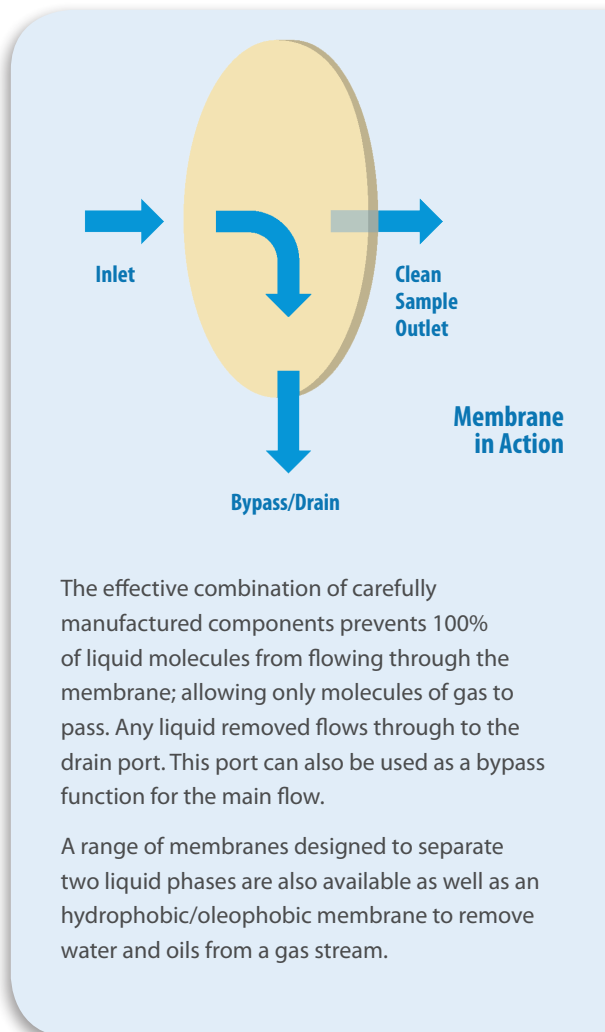 Inlet
Clean
Sample
Outlet
Membrane
in Action
Bypass/Drain
The effective combination of carefully
manufactured components prevents 100%
of liquid molecules from flowing through the
membrane; allowing only molecules of gas to
pass. Any liquid removed flows through to the
drain port. This port can also be used as a bypass
function for the main flow.
A range of membranes designed to separate
two liquid phases are also available as well as an
hydrophobic/oleophobic membrane to remove
water and oils from a gas stream.